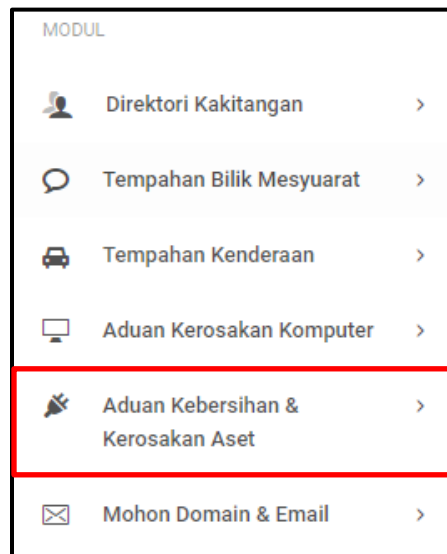 MODUL
Direktori Kakitangan
Tempahan Bilik Mesyuarat
Tempahan Kenderaan
Aduan Kerosakan Komputer
Aduan Kebersihan &
Kerosakan Aset
Mohon Domain & Email